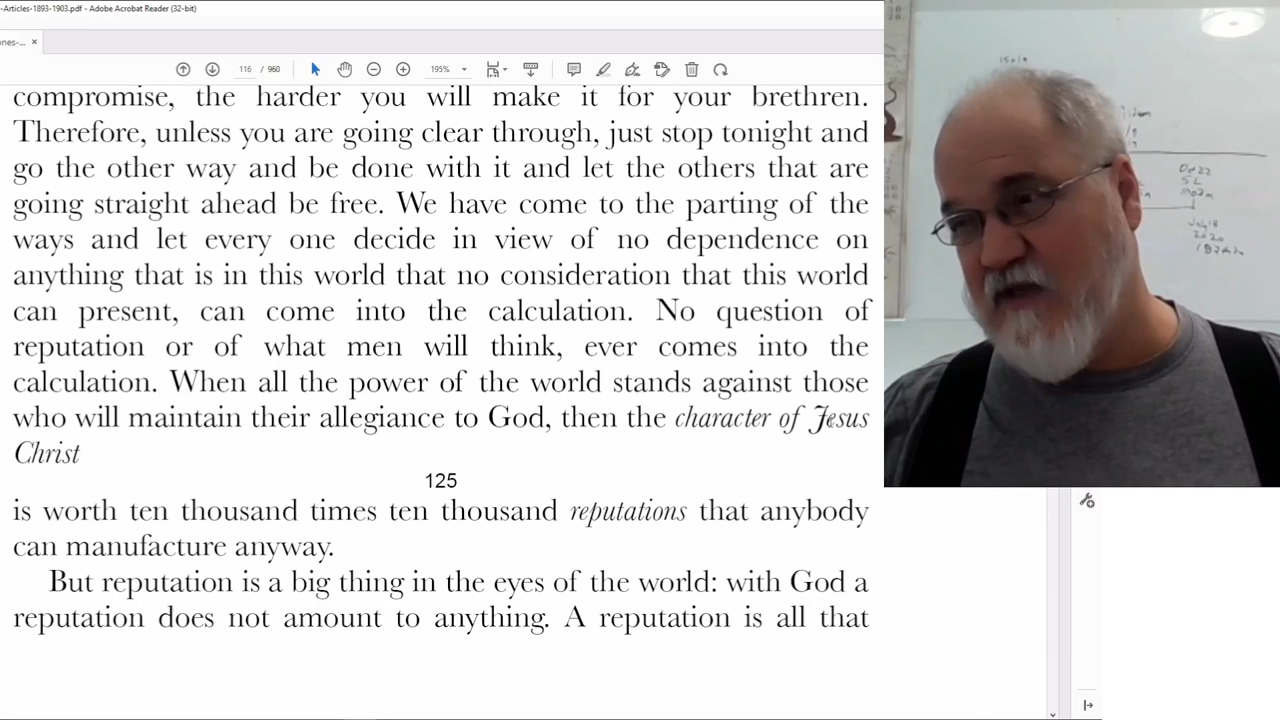 -Articles-1893-1903.pdf - Adobe Acrobat Reader (32-bit)
ones-... ×
116 / 960
195%
compromise, the harder you will make it for your brethren.
Therefore, unless you are going clear through, just stop tonight and
go the other way and be done with it and let the others that are
going straight ahead be free. We have come to the parting of the
ways and let every one decide in view of no dependence on
anything that is in this world that no consideration that this world
can present, can come into the calculation. No question of
reputation or of what men will think, ever comes into the
calculation. When all the power of the world stands against those
who will maintain their allegiance to God, then the character of Jesus
Christ
125
is worth ten thousand times ten thousand reputations that anybody
can manufacture anyway.
But reputation is a big thing in the eyes of the world: with God a
reputation does not amount to anything. A reputation is all that
Oct 22
July 18
2020